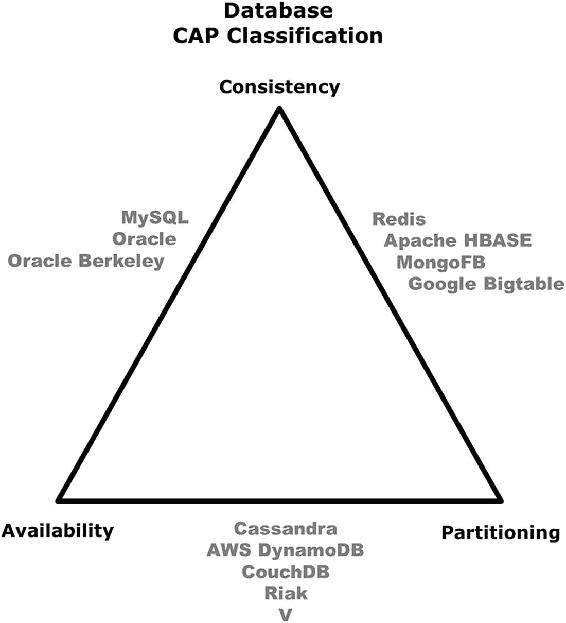 Database
CAP Classification
Consistency
MySQL
Oracle
Oracle Berkeley
Redis
Apache HBASE
MongoFB
Google Bigtable
Availability
Partitioning
Cassandra
AWS DynamoDB
CouchDB
Riak
V